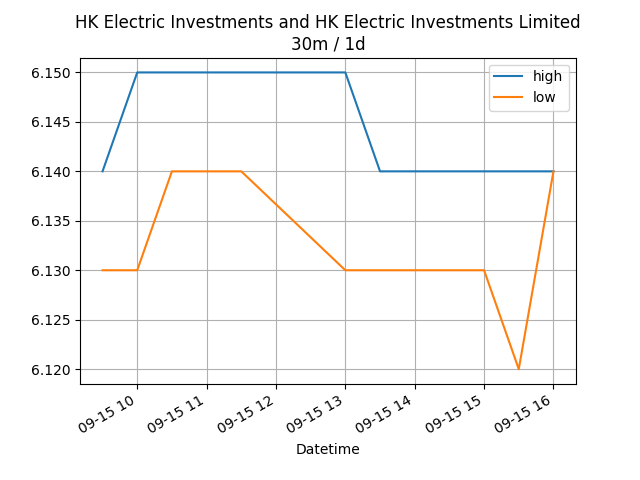 HK Electric Investments and HK Electric Investments Limited
30m / 1d
high
low
6.150
6.145
6.140
6.135
6.130
6.125
6.120
09-15 10
09-15 11
09-15 12
09-15 13
09-15 14
09-15 15
09-15 16
Datetime